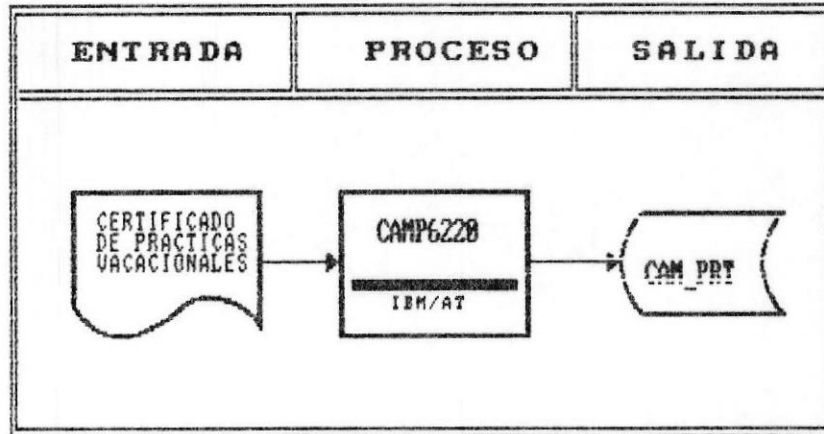 ENTRADA PROCESO SALIDA
CERTIFICADO
DE PRACTICAS
VACACIONALES
CAMP6220
IBM/AT
CAM_PRT